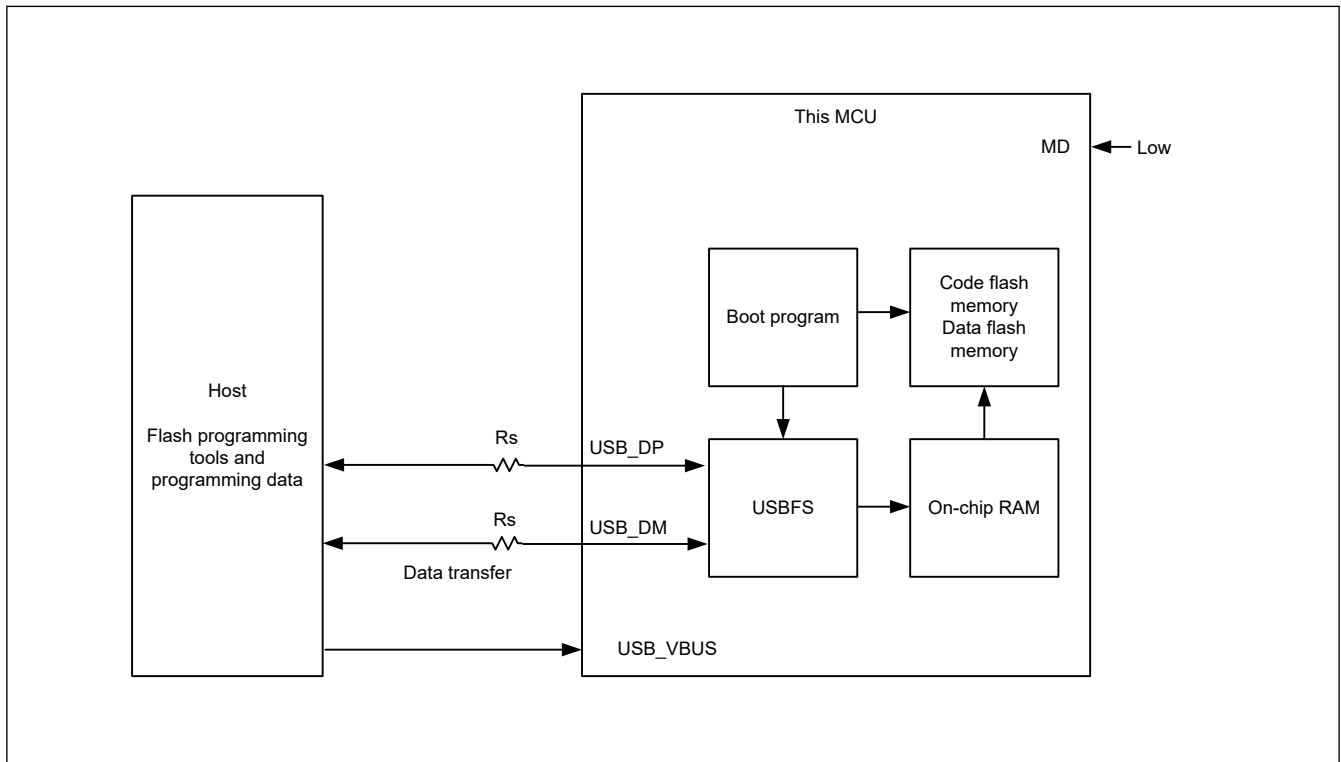 This MCU
MD
Low
Host
Flash programming
tools and
programming data
Boot program
Code flash
memory
Data flash
memory
Rs
USB_DP
USBFS
On-chip RAM
Rs
USB_DM
Data transfer
USB_VBUS